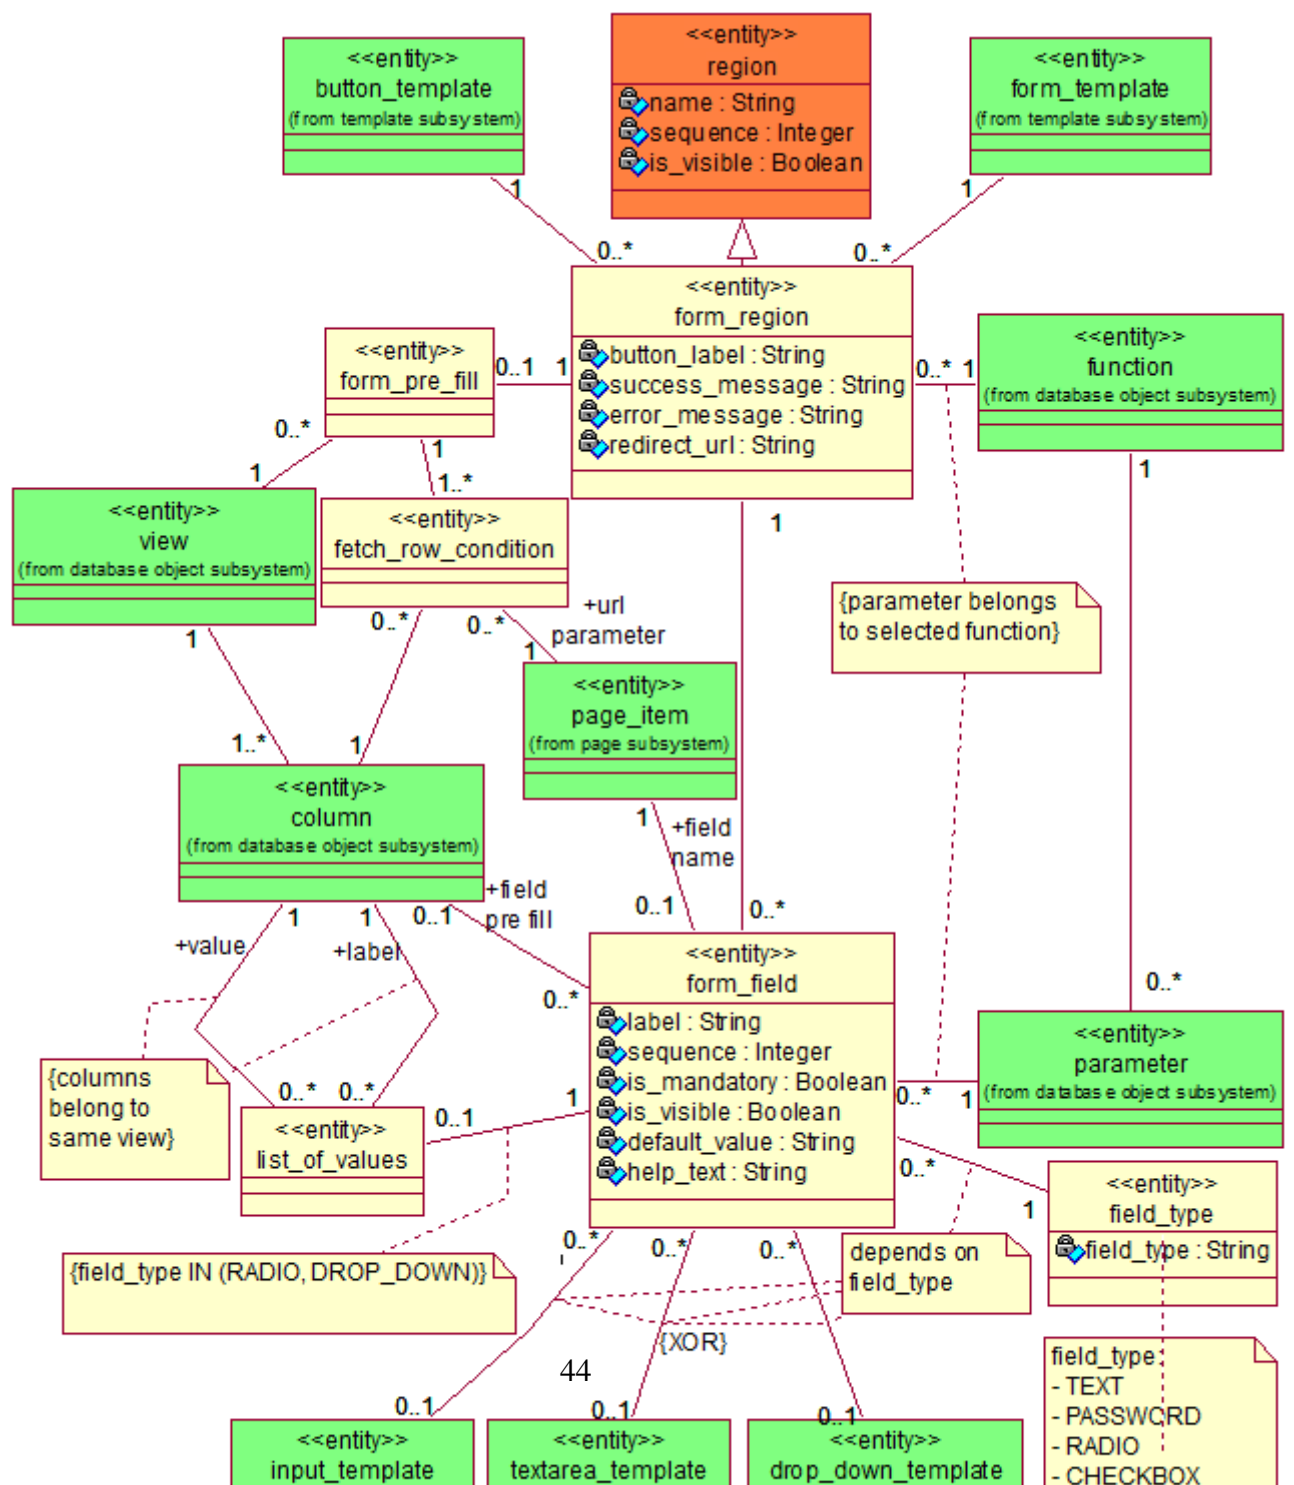 <<entity>>
button_template
(from template subsystem)
<<entity>>
region
name : String
sequence : Integer
is_visible : Boolean
<<entity>>
form_template
(from template subsystem)
1
0..*
1
0..*
<<entity>>
form_region
button_label : String
success_message : String
error_message : String
redirect_url : String
<<entity>>
form_pre_fill
0..1
1
0..*
1
<<entity>>
function
(from database object subsystem)
0..*
1
1
1..*
1
<<entity>>
view
(from database object subsystem)
<<entity>>
fetch_row_condition
1
{parameter belongs
to selected function}
1
0..*
0..*
+url
parameter
1
<<entity>>
page_item
(from page subsystem)
1..*
1
<<entity>>
column
(from database object subsystem)
1
+field
name
0..1
0..*
+field
pre fill
1
1
0..1
+value
+label
0..*
<<entity>>
form_field
label : String
sequence : Integer
is_mandatory : Boolean
is_visible : Boolean
default_value : String
help_text : String
0..*
<<entity>>
parameter
(from database object subsystem)
0..*
1
{columns
belong to
same view}
0..*
0..*
<<entity>>
list_of_values
0..1
1
0..*
1
<<entity>>
field_type
field_type : String
{field_type IN (RADIO, DROP_DOWN)}
0..*
0..*
0..*
depends on
field_type
{XOR}
44
0..1
0..1
0..1
<<entity>>
input_template
<<entity>>
textarea_template
<<entity>>
drop_down_template
field_type:
- TEXT
- PASSWORD
- RADIO
- CHECKBOX